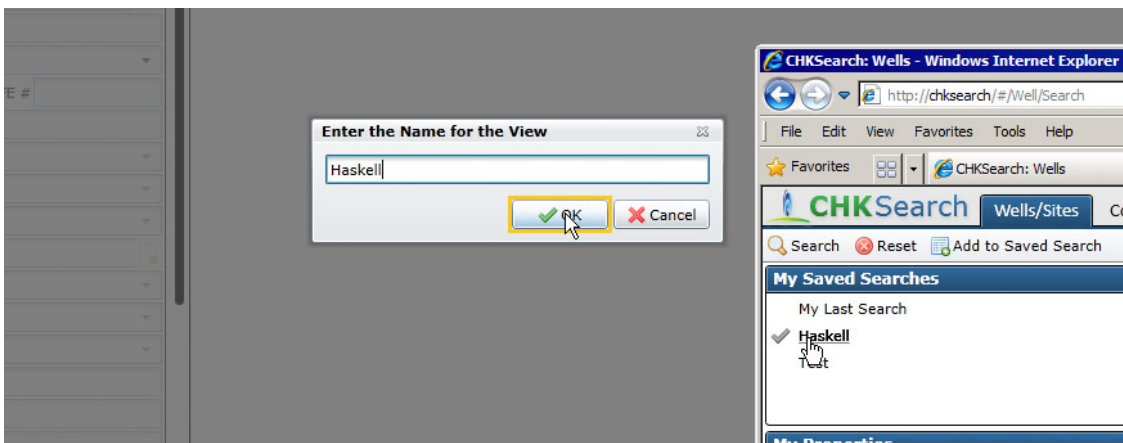 FE #
Enter the Name for the View
Haskell
OK
Cancel
CHKSearch: Wells - Windows Internet Explorer
http://chksearch/#/Well/Search
File Edit View Favorites Tools Help
Favorites
CHKSearch: Wells
CHKSearch
Wells/Sites
Search Reset Add to Saved Search
My Saved Searches
My Last Search
Haskell
Test
My Properties